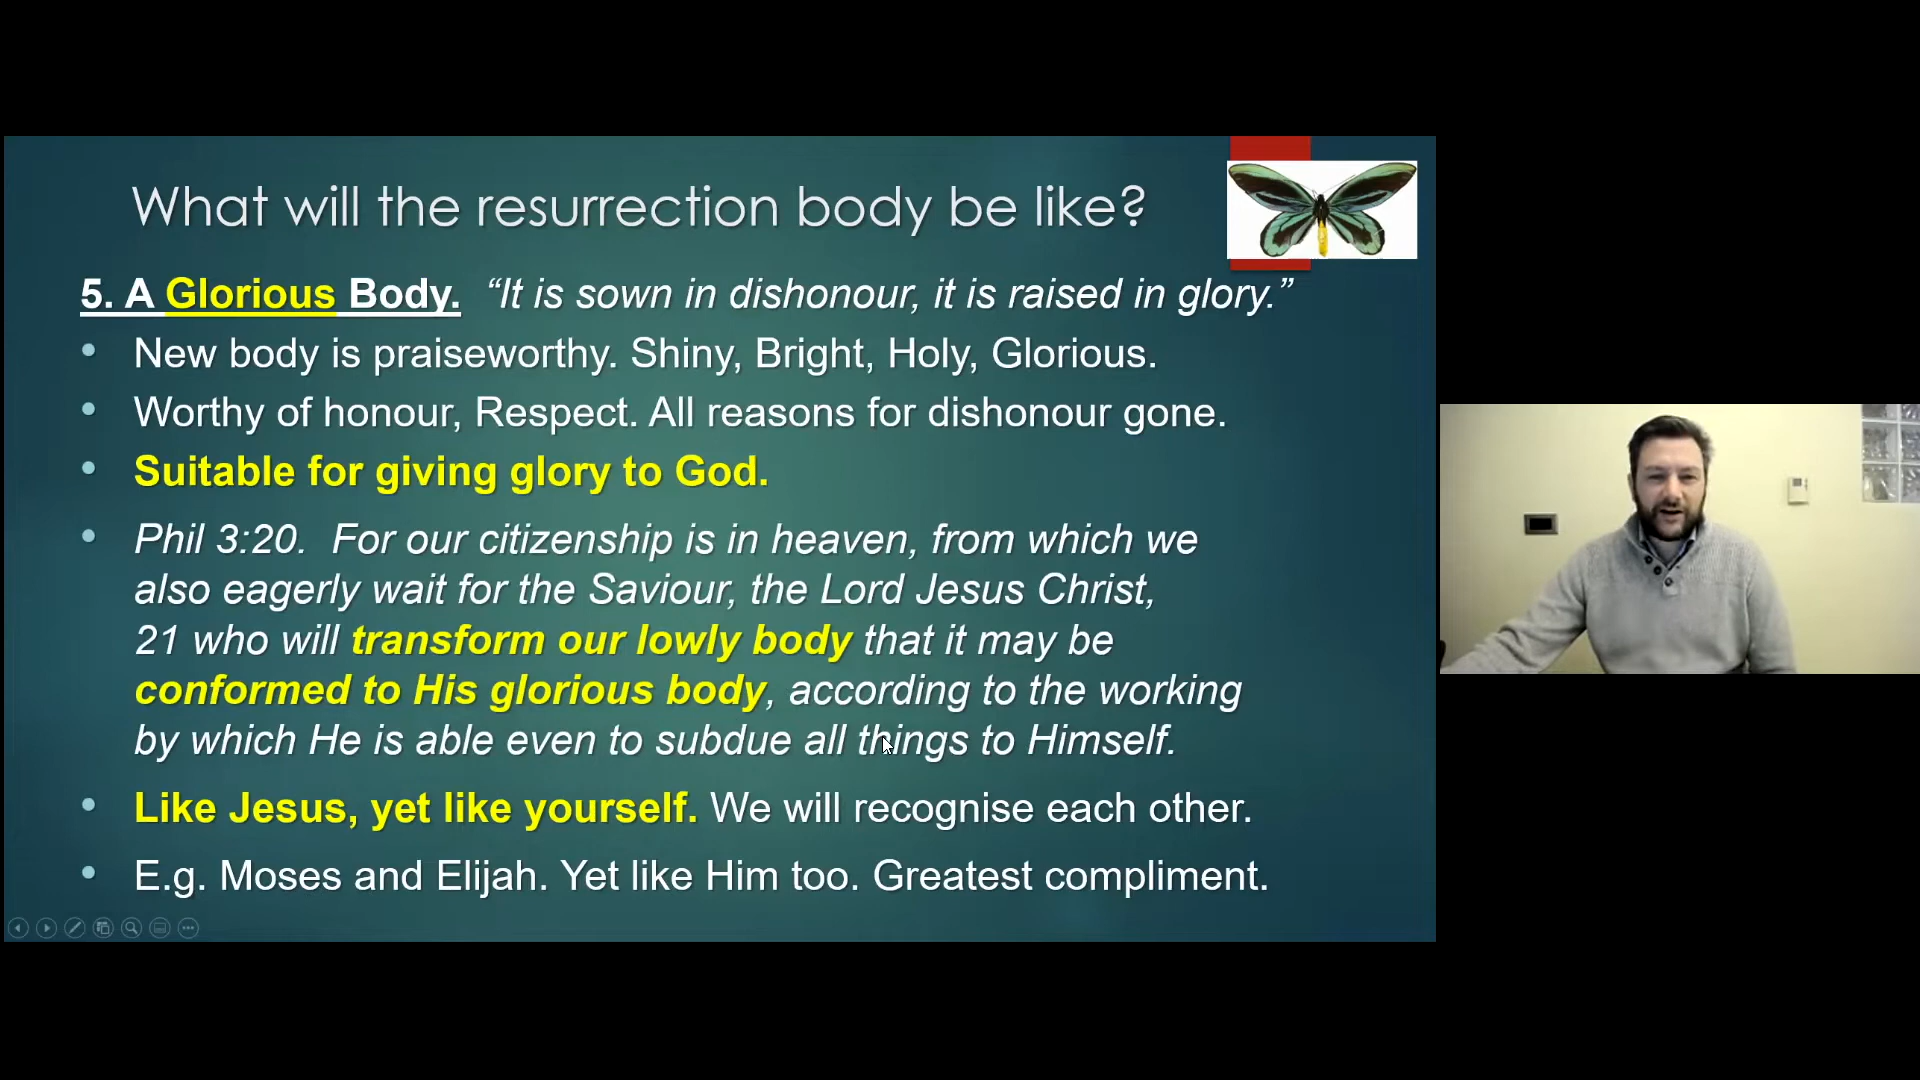 What will the resurrection body be like?
5. A Glorious Body. “It is sown in dishonour, it is raised in glory.”
New body is praiseworthy. Shiny, Bright, Holy, Glorious.
Worthy of honour, Respect. All reasons for dishonour gone.
Suitable for giving glory to God.
Phil 3:20. For our citizenship is in heaven, from which we
also eagerly wait for the Saviour, the Lord Jesus Christ,
21 who will transform our lowly body that it may be
conformed to His glorious body, according to the working
by which He is able even to subdue all things to Himself.
Like Jesus, yet like yourself. We will recognise each other.
E.g. Moses and Elijah. Yet like Him too. Greatest compliment.